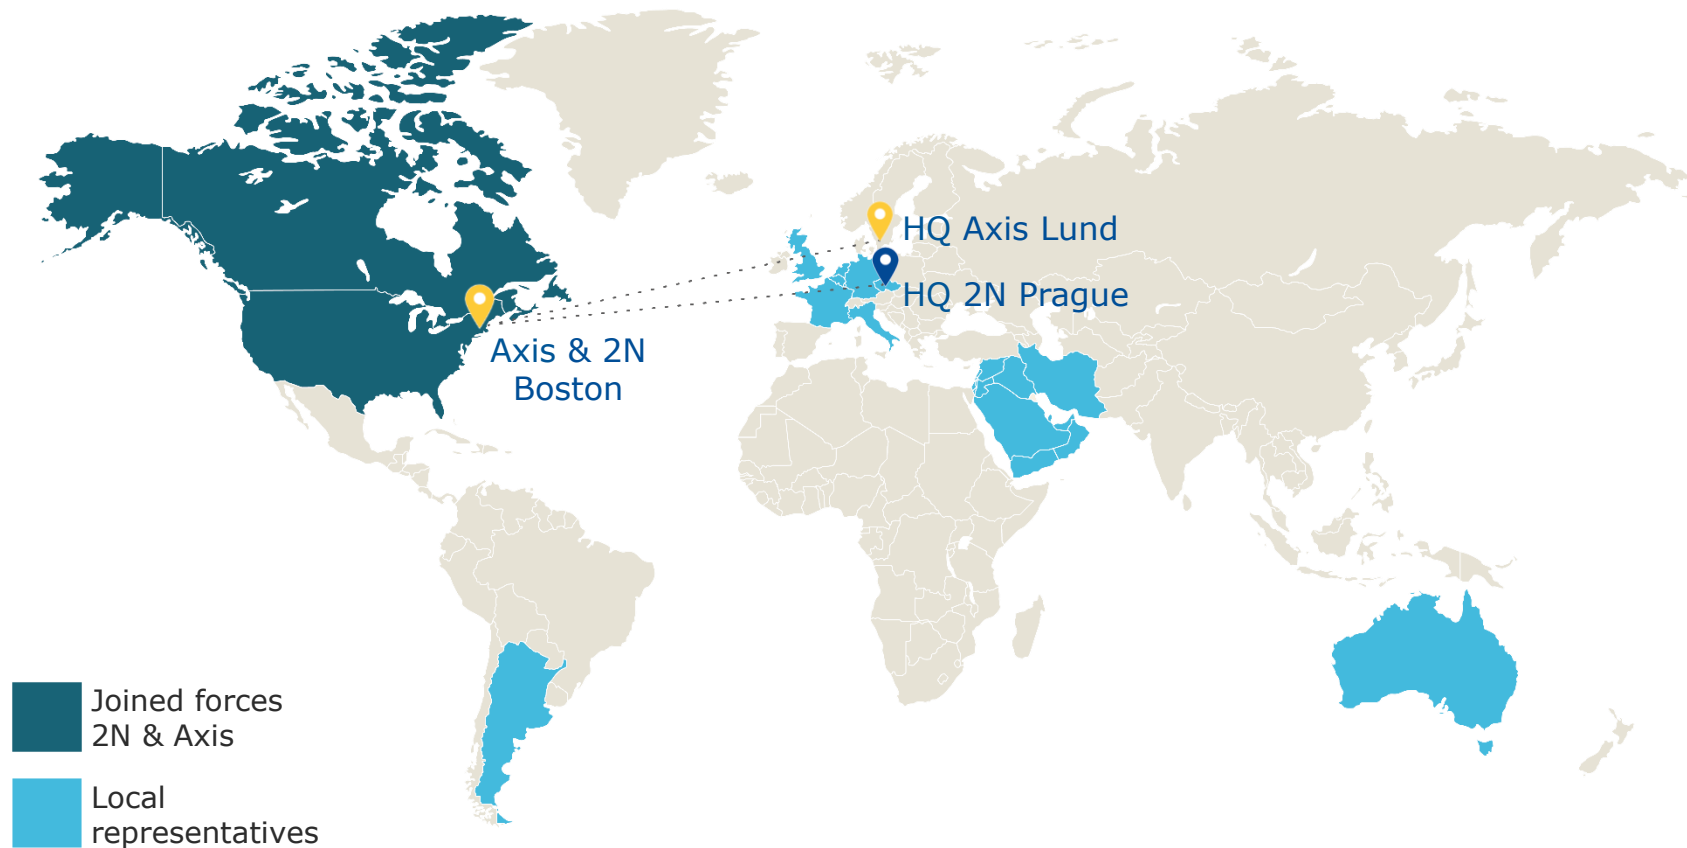 HQ Axis Lund
HQ 2N Prague
Axis & 2N
Boston
Joined forces
2N & Axis
Local
representatives